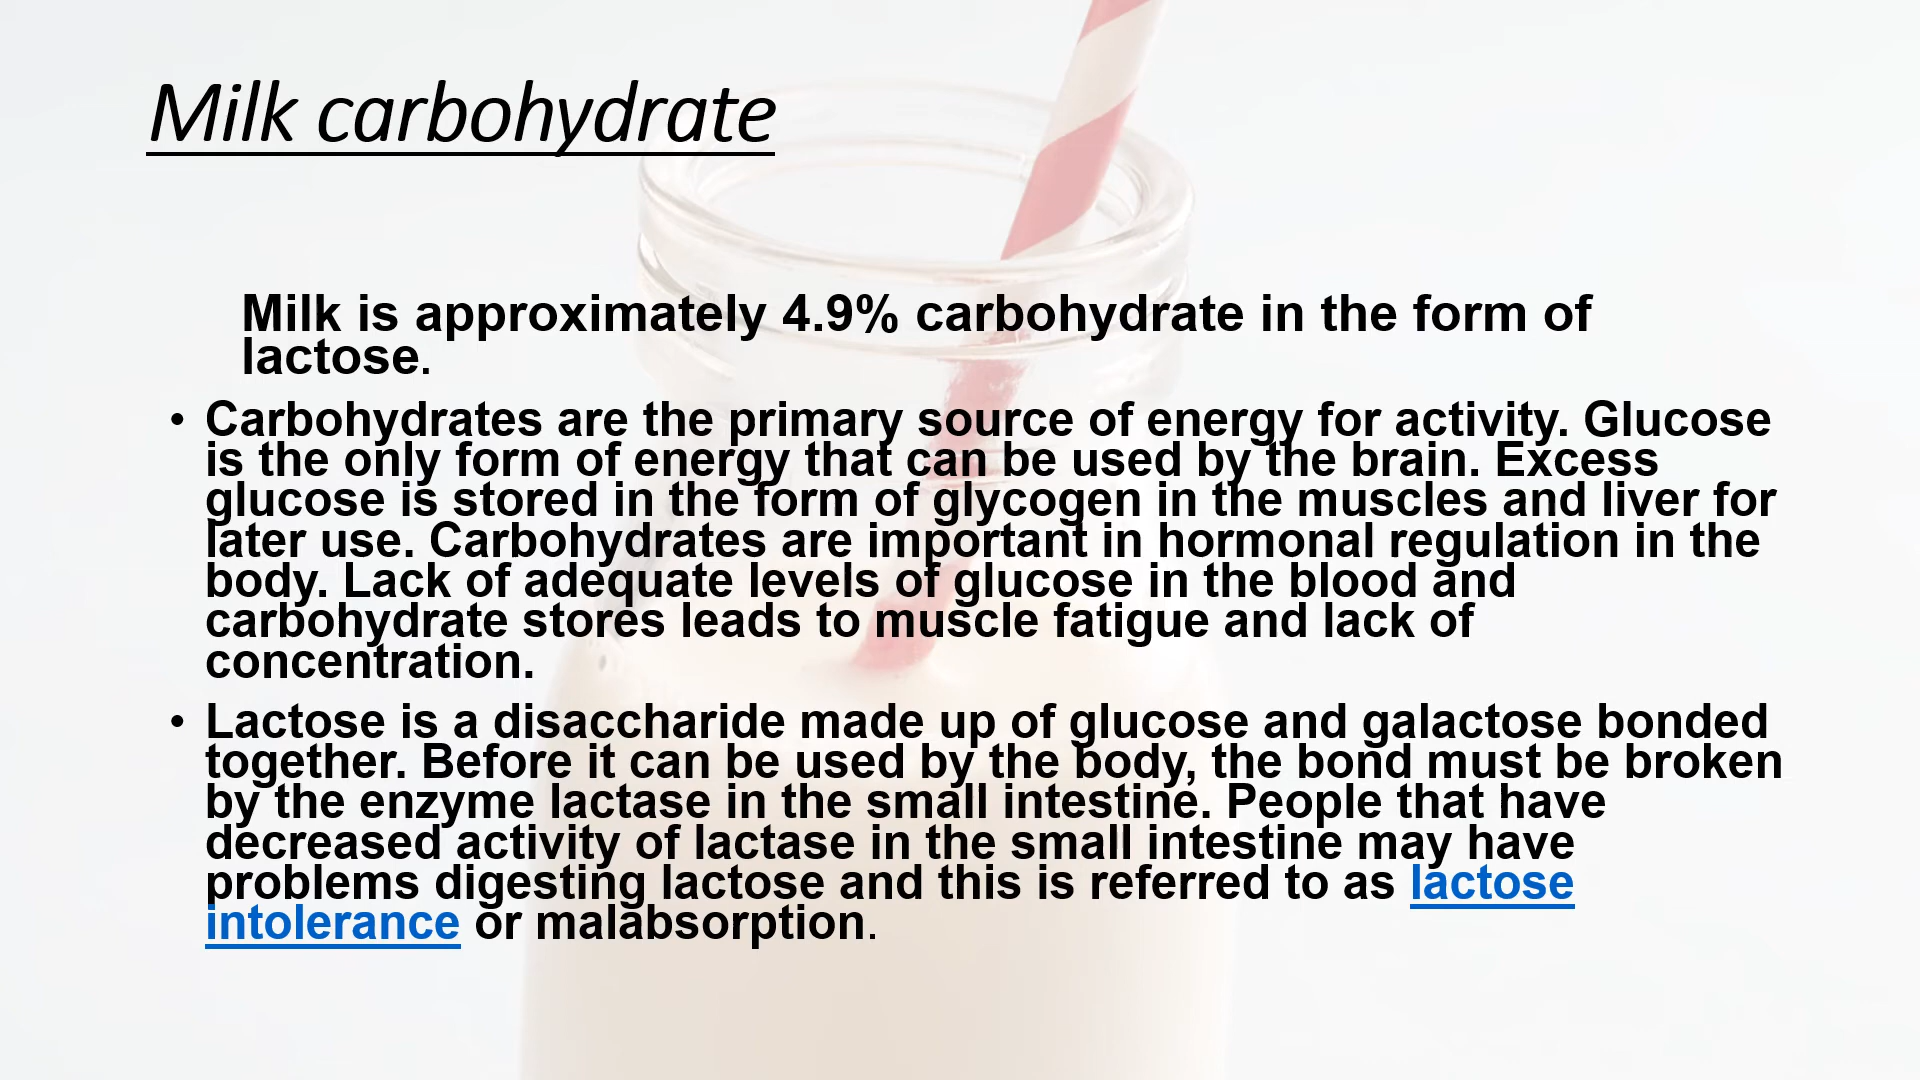 Milk carbohydrate
Milk is approximately 4.9% carbohydrate in the form of
lactose.
• Carbohydrates are the primary source of energy for activity. Glucose
is the only form of energy that can be used by the brain. Excess
glucose is stored in the form of glycogen in the muscles and liver for
later use. Carbohydrates are important in hormonal regulation in the
body. Lack of adequate levels of glucose in the blood and
carbohydrate stores leads to muscle fatigue and lack of
concentration.
• Lactose is a disaccharide made up of glucose and galactose bonded
together. Before it can be used by the body, the bond must be broken
by the enzyme lactase in the small intestine. People that have
decreased activity of lactase in the small intestine may have
problems digesting lactose and this is referred to as lactose
intolerance or malabsorption.